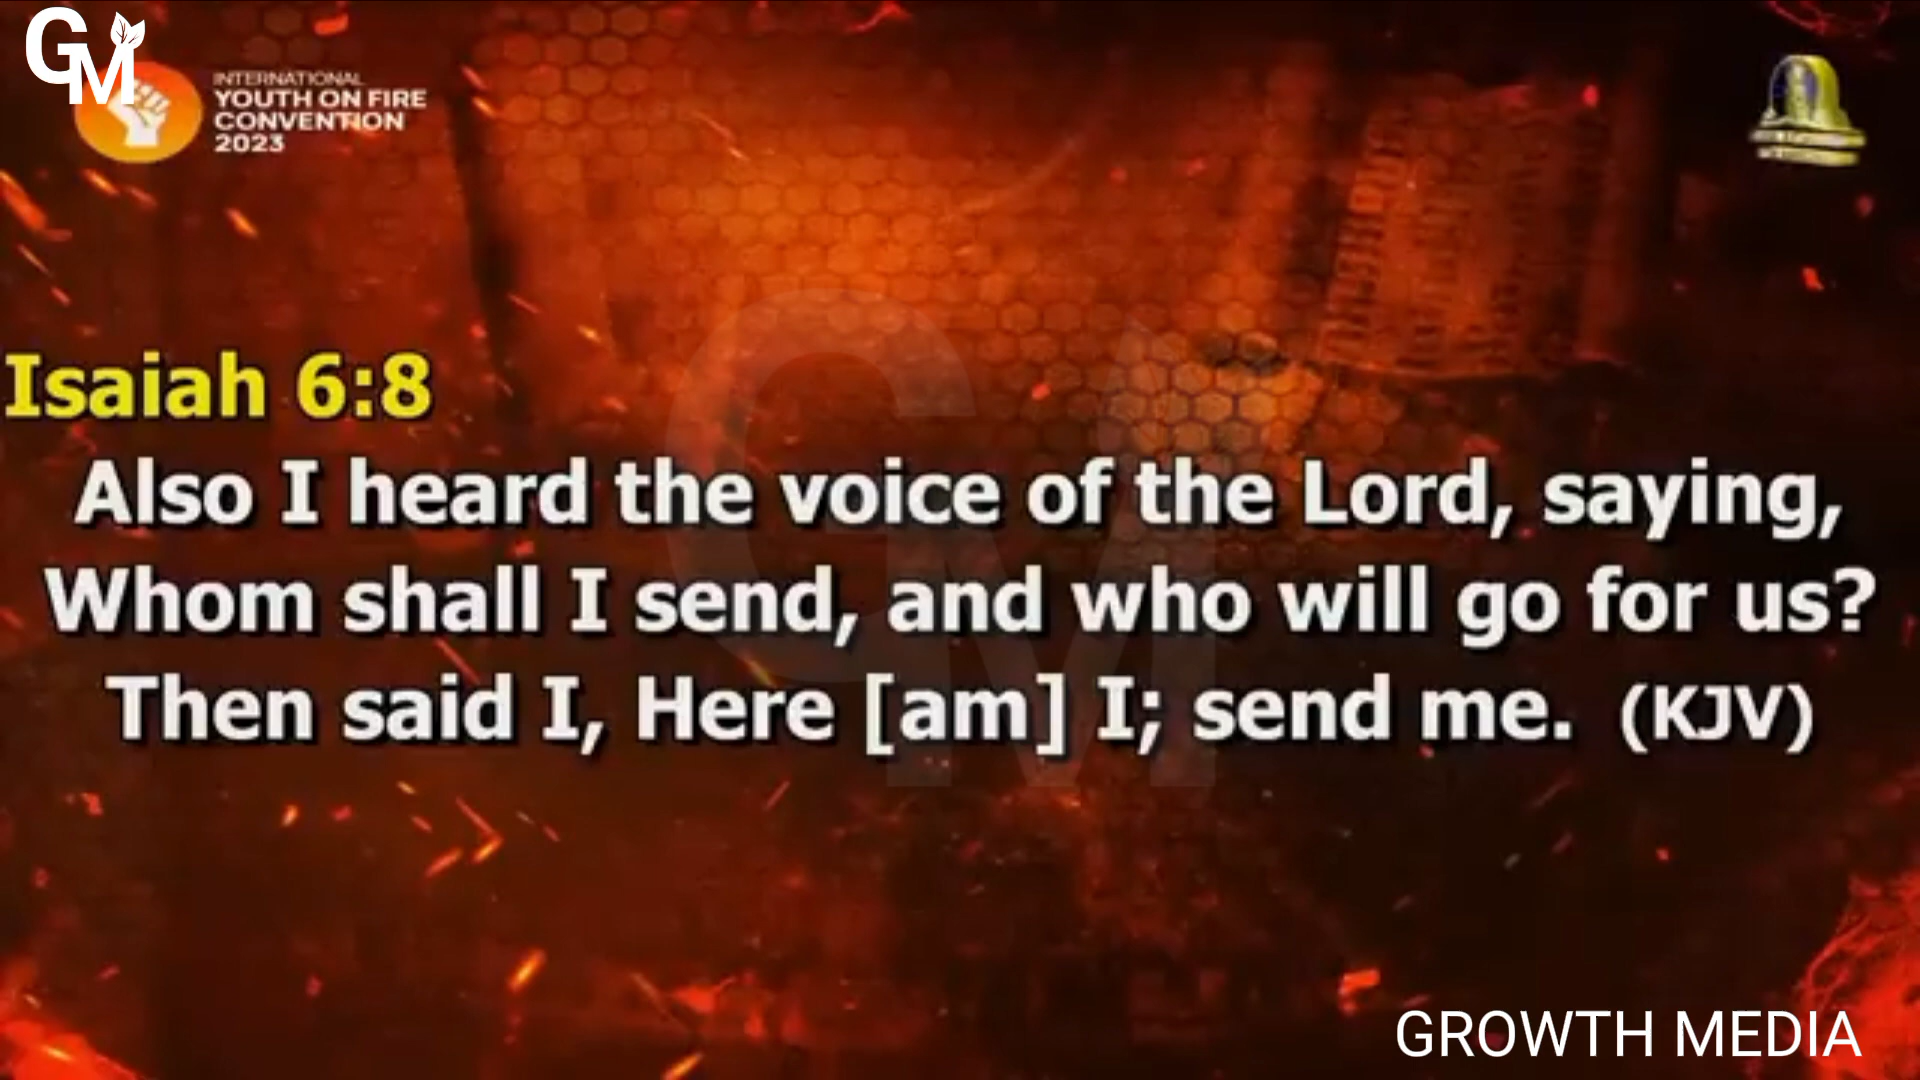 GM
INTERNATIONAL
YOUTH ON FIRE
CONVENTION
2023
Isaiah 6:8
Also I heard the voice of the Lord, saying,
Whom shall I send, and who will go for us?
Then said I, Here [am] I; send me. (KJV)
GM
GROWTH MEDIA